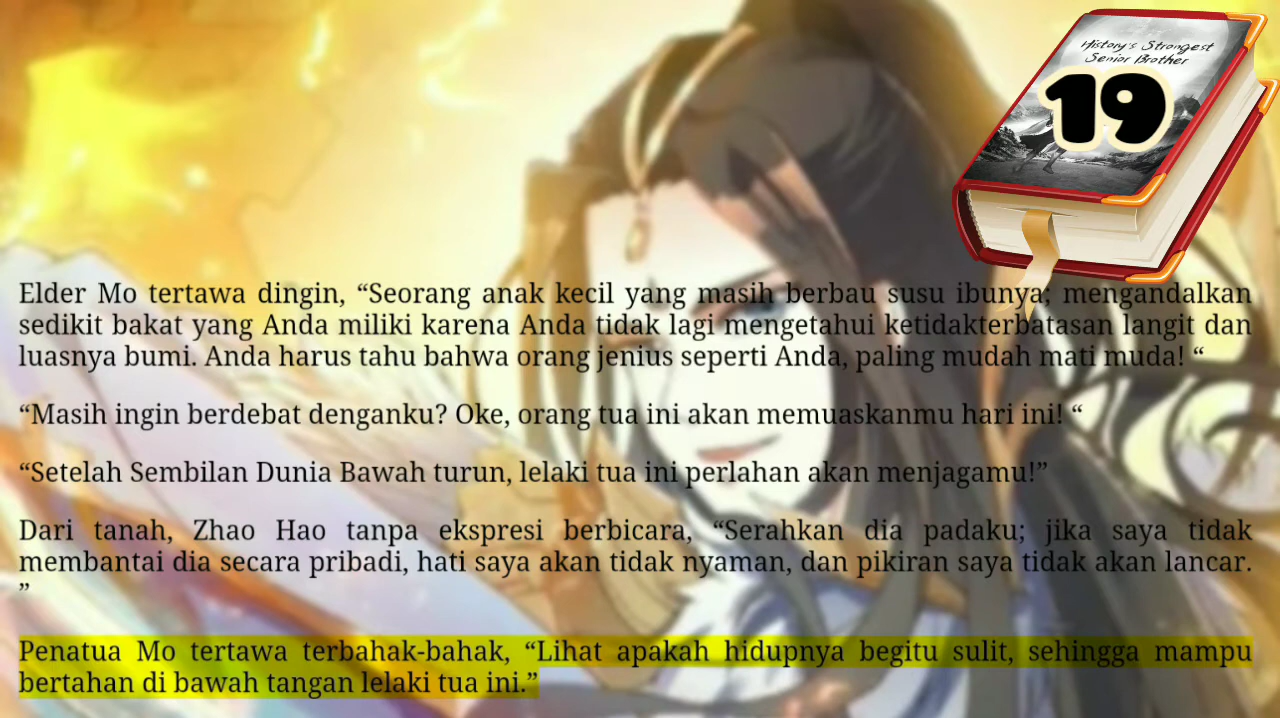 History's Strongest
Senior Brother
19
Elder Mo tertawa dingin, “Seorang anak kecil yang masih berbau susu ibunya; mengandalkan
sedikit bakat yang Anda miliki karena Anda tidak lagi mengetahui ketidakterbatasan langit dan
luasnya bumi. Anda harus tahu bahwa orang jenius seperti Anda, paling mudah mati muda! “
“Masih ingin berdebat denganku? Oke, orang tua ini akan memuaskanmu hari ini! “
“Setelah Sembilan Dunia Bawah turun, lelaki tua ini perlahan akan menjagamu!”
Dari tanah, Zhao Hao tanpa ekspresi berbicara, “Serahkan dia padaku; jika saya tidak
membantai dia secara pribadi, hati saya akan tidak nyaman, dan pikiran saya tidak akan lancar.
”
Penatua Mo tertawa terbahak-bahak, “Lihat apakah hidupnya begitu sulit, sehingga mampu
bertahan di bawah tangan lelaki tua ini.”